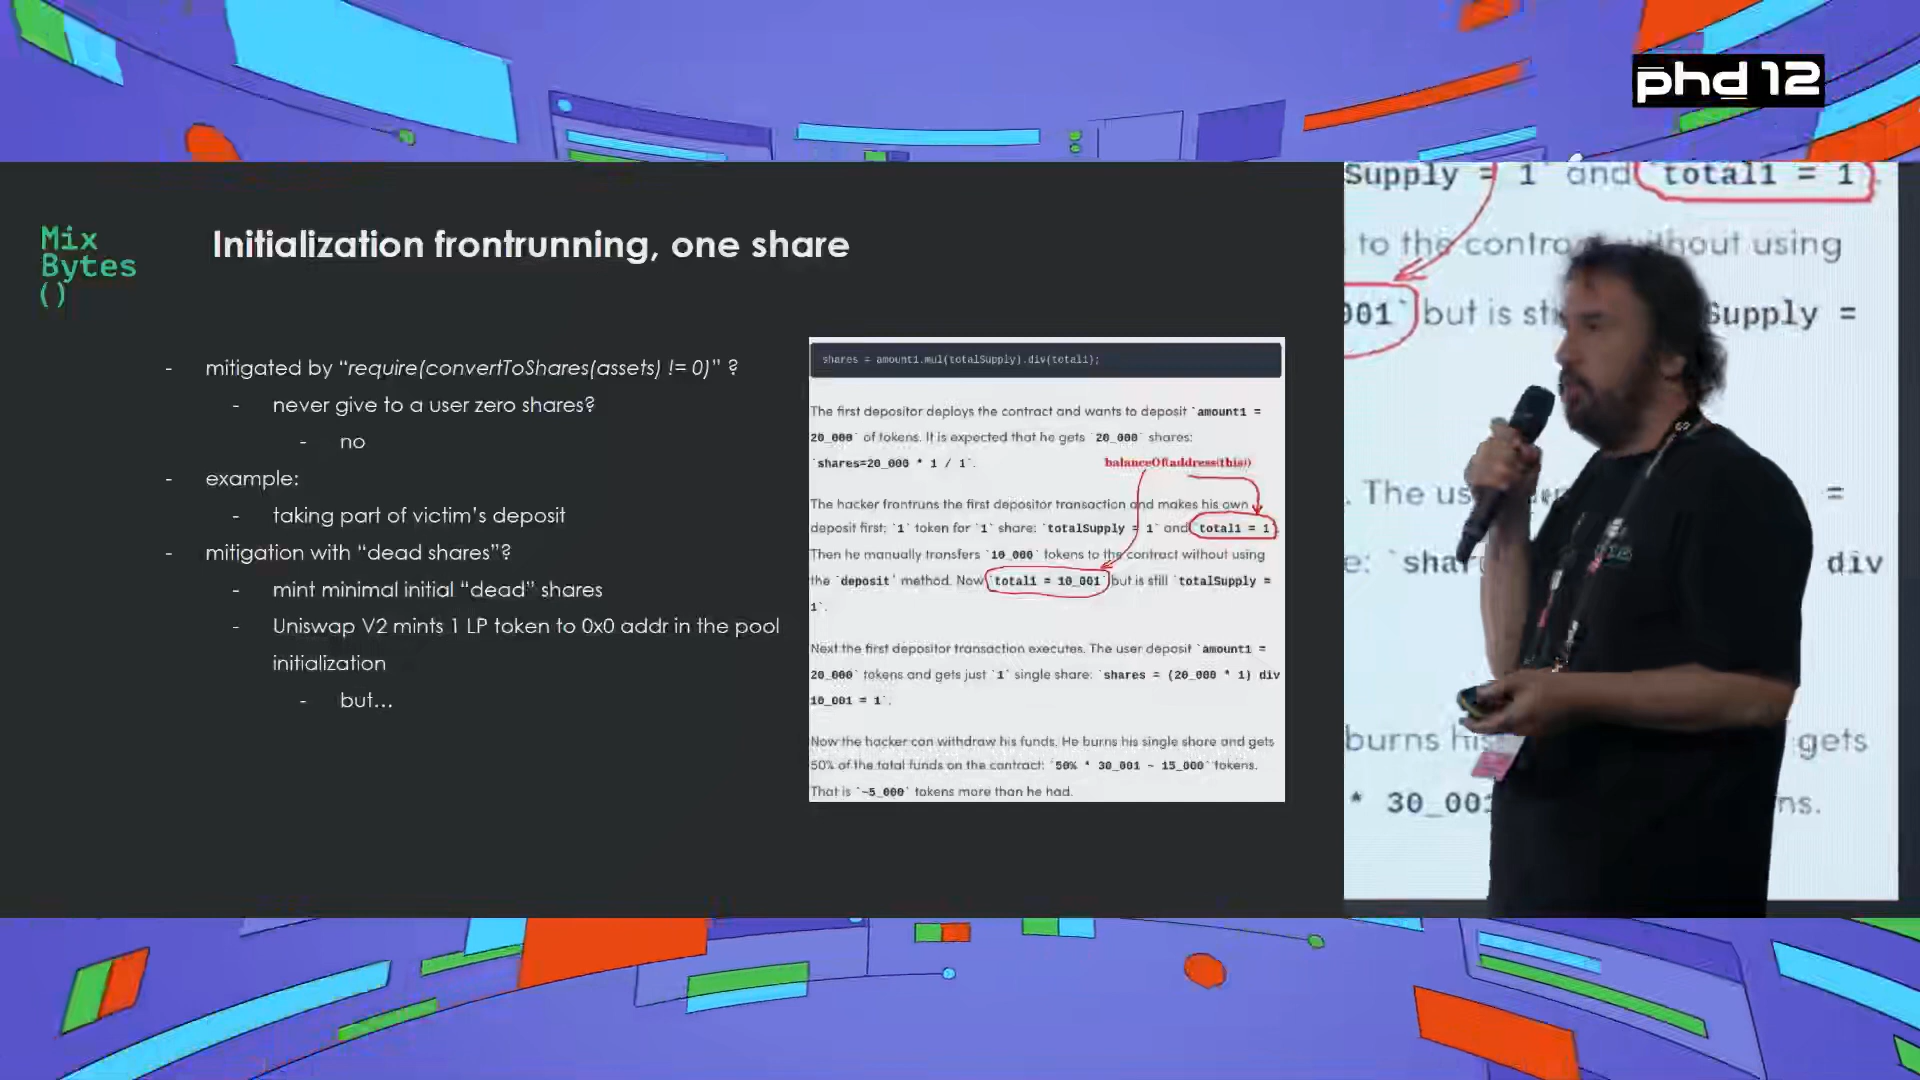 phd 12
Mix
Bytes
()
Initialization frontrunning, one share
- mitigated by “require(convertToShares(assets) != 0)” ?
- never give to a user zero shares?
- no
- example:
- taking part of victim’s deposit
- mitigation with “dead shares”?
- mint minimal initial “dead” shares
- Uniswap V2 mints 1 LP token to 0x0 addr in the pool
initialization
- but...
shares = amount1.mul(totalSupply).div(total1);
The first depositor deploys the contract and wants to deposit `amount1 =
20_000` of tokens. It is expected that he gets `20_000` shares:
`shares=20_000 * 1 / 1`.
balanceOf(address(this))
The hacker frontruns the first depositor transaction and makes his own
deposit first: `1` token for `1` share: `totalSupply = 1` and `total1 = 1`.
Then he manually transfers `10_000` tokens to the contract without using
the `deposit` method. Now `total1 = 10_001` but is still `totalSupply =
1`.
Next the first depositor transaction executes. The user deposit `amount1 =
20_000` tokens and gets just `1` single share: `shares = (20_000 * 1) div
10_001 = 1`.
Now the hacker can withdraw his funds. He burns his single share and gets
50% of the total funds on the contract: `50% * 30_001 ~ 15_000` tokens.
That is `~5_000` tokens more than he had.
Supply = 1` and `total1 = 1`.
to the contra without using
001` but is sti Supply =
. The us =
e: `shar div
burns his gets
* 30_001 ns.